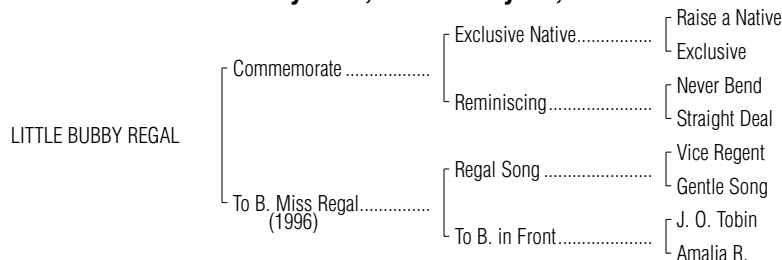 Raise a Native
Exclusive Native....................
Exclusive
Commemorate ..................
Never Bend
Reminiscing......................
Straight Deal
LITTLE BUBBY REGAL
Vice Regent
Regal Song .......................
Gentle Song
To B. Miss Regal...............
(1996)
J. O. Tobin
To B. in Front....................
Amalia R.